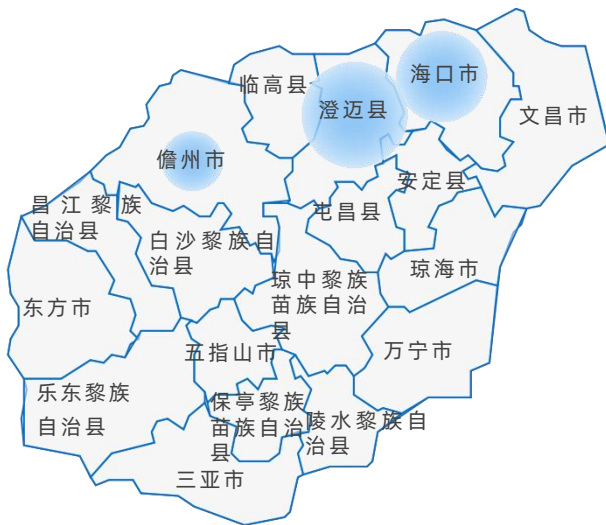 海口市
临高县
澄迈县
文昌市
儋州市
安定县
昌江黎族
自治县
屯昌县
白沙黎族自
治县
琼海市
琼中黎族
苗族自治
县
东方市
五指山市
万宁市
乐东黎族
自治县
保亭黎族
苗族自治
县
陵水黎族自
治县
三亚市